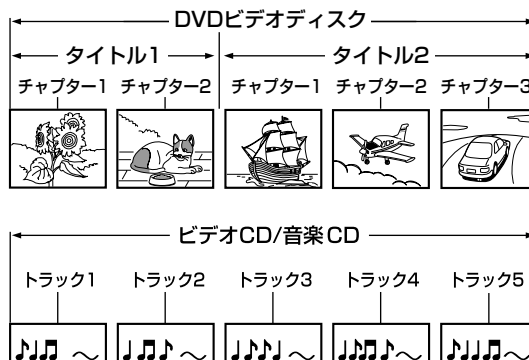 DVDビデオディスク
タイトル1 タイトル2
チャプター1 チャプター2 チャプター1 チャプター2 チャプター3
ビデオCD/音楽CD
トラック1 トラック2 トラック3 トラック4 トラック5